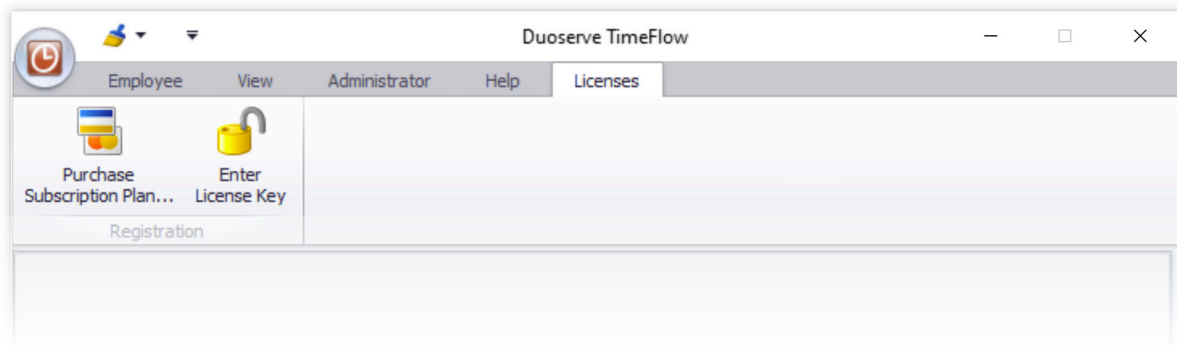 Duoserve TimeFlow
Employee View Administrator Help Licenses
Purchase Subscription Plan...
Enter License Key
Registration